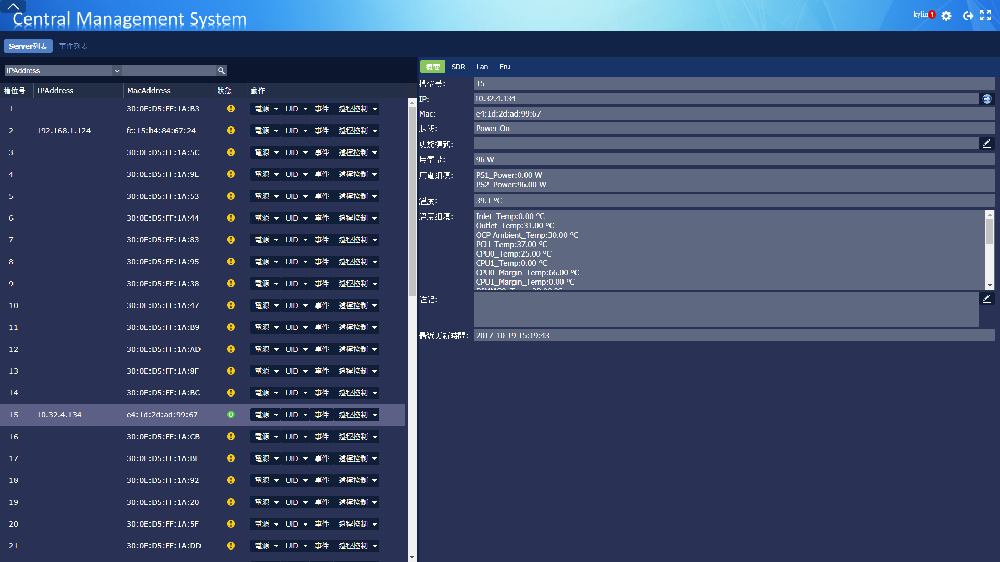 Central Management System
kylin 1
Server列表 事件列表
IPAddress
槽位号 IPAddress MacAddress 狀態 動作
1 30:0E:D5:FF:1A:B3 電源 UID 事件 遠程控制
2 192.168.1.124 fc:15:b4:84:67:24 電源 UID 事件 遠程控制
3 30:0E:D5:FF:1A:5C 電源 UID 事件 遠程控制
4 30:0E:D5:FF:1A:9E 電源 UID 事件 遠程控制
5 30:0E:D5:FF:1A:53 電源 UID 事件 遠程控制
6 30:0E:D5:FF:1A:44 電源 UID 事件 遠程控制
7 30:0E:D5:FF:1A:83 電源 UID 事件 遠程控制
8 30:0E:D5:FF:1A:95 電源 UID 事件 遠程控制
9 30:0E:D5:FF:1A:38 電源 UID 事件 遠程控制
10 30:0E:D5:FF:1A:47 電源 UID 事件 遠程控制
11 30:0E:D5:FF:1A:B9 電源 UID 事件 遠程控制
12 30:0E:D5:FF:1A:AD 電源 UID 事件 遠程控制
13 30:0E:D5:FF:1A:8F 電源 UID 事件 遠程控制
14 30:0E:D5:FF:1A:BC 電源 UID 事件 遠程控制
15 10.32.4.134 e4:1d:2d:ad:99:67 電源 UID 事件 遠程控制
16 30:0E:D5:FF:1A:CB 電源 UID 事件 遠程控制
17 30:0E:D5:FF:1A:BF 電源 UID 事件 遠程控制
18 30:0E:D5:FF:1A:92 電源 UID 事件 遠程控制
19 30:0E:D5:FF:1A:20 電源 UID 事件 遠程控制
20 30:0E:D5:FF:1A:5F 電源 UID 事件 遠程控制
21 30:0E:D5:FF:1A:DD 電源 UID 事件 遠程控制
概要 SDR Lan Fru
槽位号: 15
IP: 10.32.4.134
Mac: e4:1d:2d:ad:99:67
狀態: Power On
功能標籤:
用電量: 96 W
用電細項: PS1_Power:0.00 W
PS2_Power:96.00 W
溫度: 39.1 ºC
溫度細項: Inlet_Temp:0.00 ºC
Outlet_Temp:31.00 ºC
OCP Ambient_Temp:30.00 ºC
PCH_Temp:37.00 ºC
CPU0_Temp:25.00 ºC
CPU1_Temp:0.00 ºC
CPU0_Margin_Temp:66.00 ºC
CPU1_Margin_Temp:0.00 ºC
註記:
最近更新時間: 2017-10-19 15:19:43